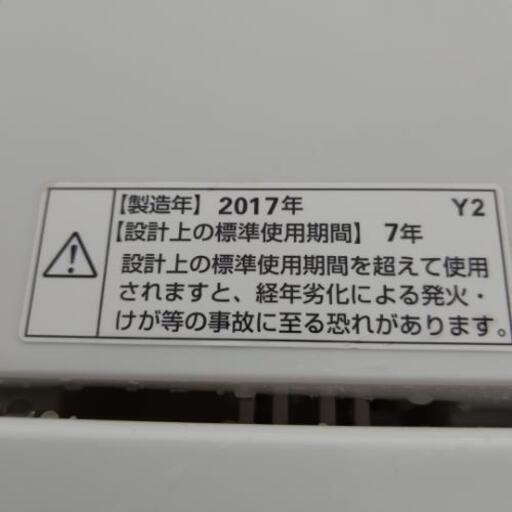 【製造年】 2017年 Y2
【設計上の標準使用期間】 7年
設計上の標準使用期間を超えて使用
されますと、経年劣化による発火・
けが等の事故に至る恐れがあります。